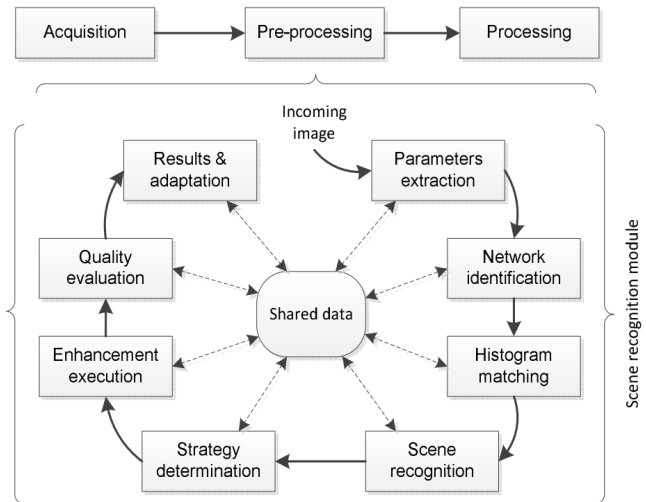 Acquisition
Pre-processing
Processing
Incoming
image
Results &
adaptation
Parameters
extraction
Quality
evaluation
Network
identification
Shared data
Enhancement
execution
Histogram
matching
Strategy
determination
Scene
recognition
Scene recognition module